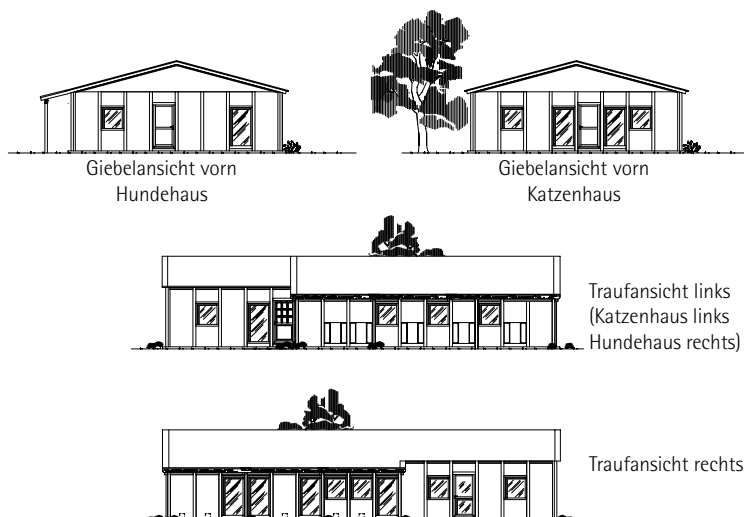 Giebelansicht vorn
Hundehaus
Giebelansicht vorn
Katzenhaus
Traufansicht links
(Katzenhaus links
Hundehaus rechts)
Traufansicht rechts